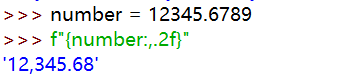 >>> number = 12345.6789
>>> f"{number:,.2f}"
'12,345.68'